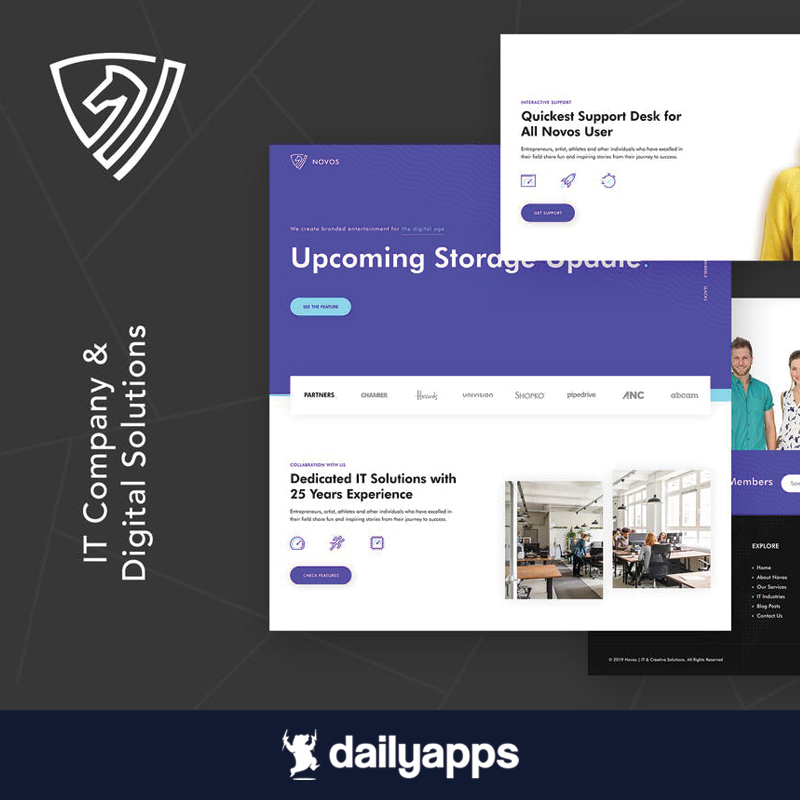 IT Company &
Digital Solutions
INTERACTIVE SUPPORT
Quickest Support Desk for
All Novos User
Entrepreneurs, artist, athletes and other individuals who have excelled in
their field share fun and inspiring stories from their journey to success.
GET SUPPORT
NOVOS
We create branded entertainment for the digital age
Upcoming Storage Update.
SEE THE FEATURE
PARTNERS
CHAMBER
Harrods
univision
SHOPKO
pipedrive
ANC
abcam
COLLABRATION WITH US
Dedicated IT Solutions with
25 Years Experience
Entrepreneurs, artist, athletes and other individuals who have excelled in
their field share fun and inspiring stories from their journey to success.
CHECK FEATURES
Members
EXPLORE
Home
About Novos
Our Services
IT Industries
Blog Posts
Contact Us
© 2019 Novos | IT & Creative Solutions. All Rights Reserved
dailyapps